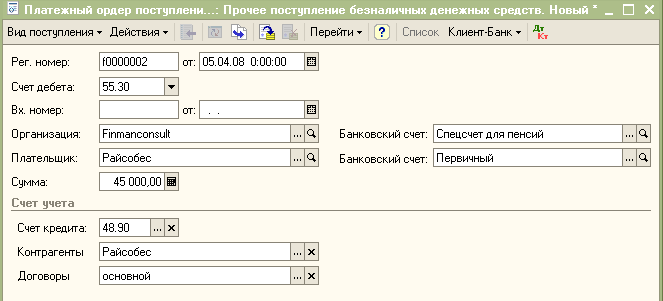 Платежный ордер поступлени...: Прочее поступление безналичных денежных средств. Новый *
Вид поступления Действия Перейти ? Список Клиент-Банк Дт Кт
Рег. номер: f0000002 от: 05.04.08 0:00:00
Счет дебета: 55.30
Вх. номер: от: . .
Организация: Finmanconsult ... Банковский счет: Спецсчет для пенсий ...
Плательщик: Райсобес ... Банковский счет: Первичный ...
Сумма: 45 000,00
Счет учета
Счет кредита: 48.90 ... ×
Контрагенты Райсобес ... ×
Договоры основной ... ×